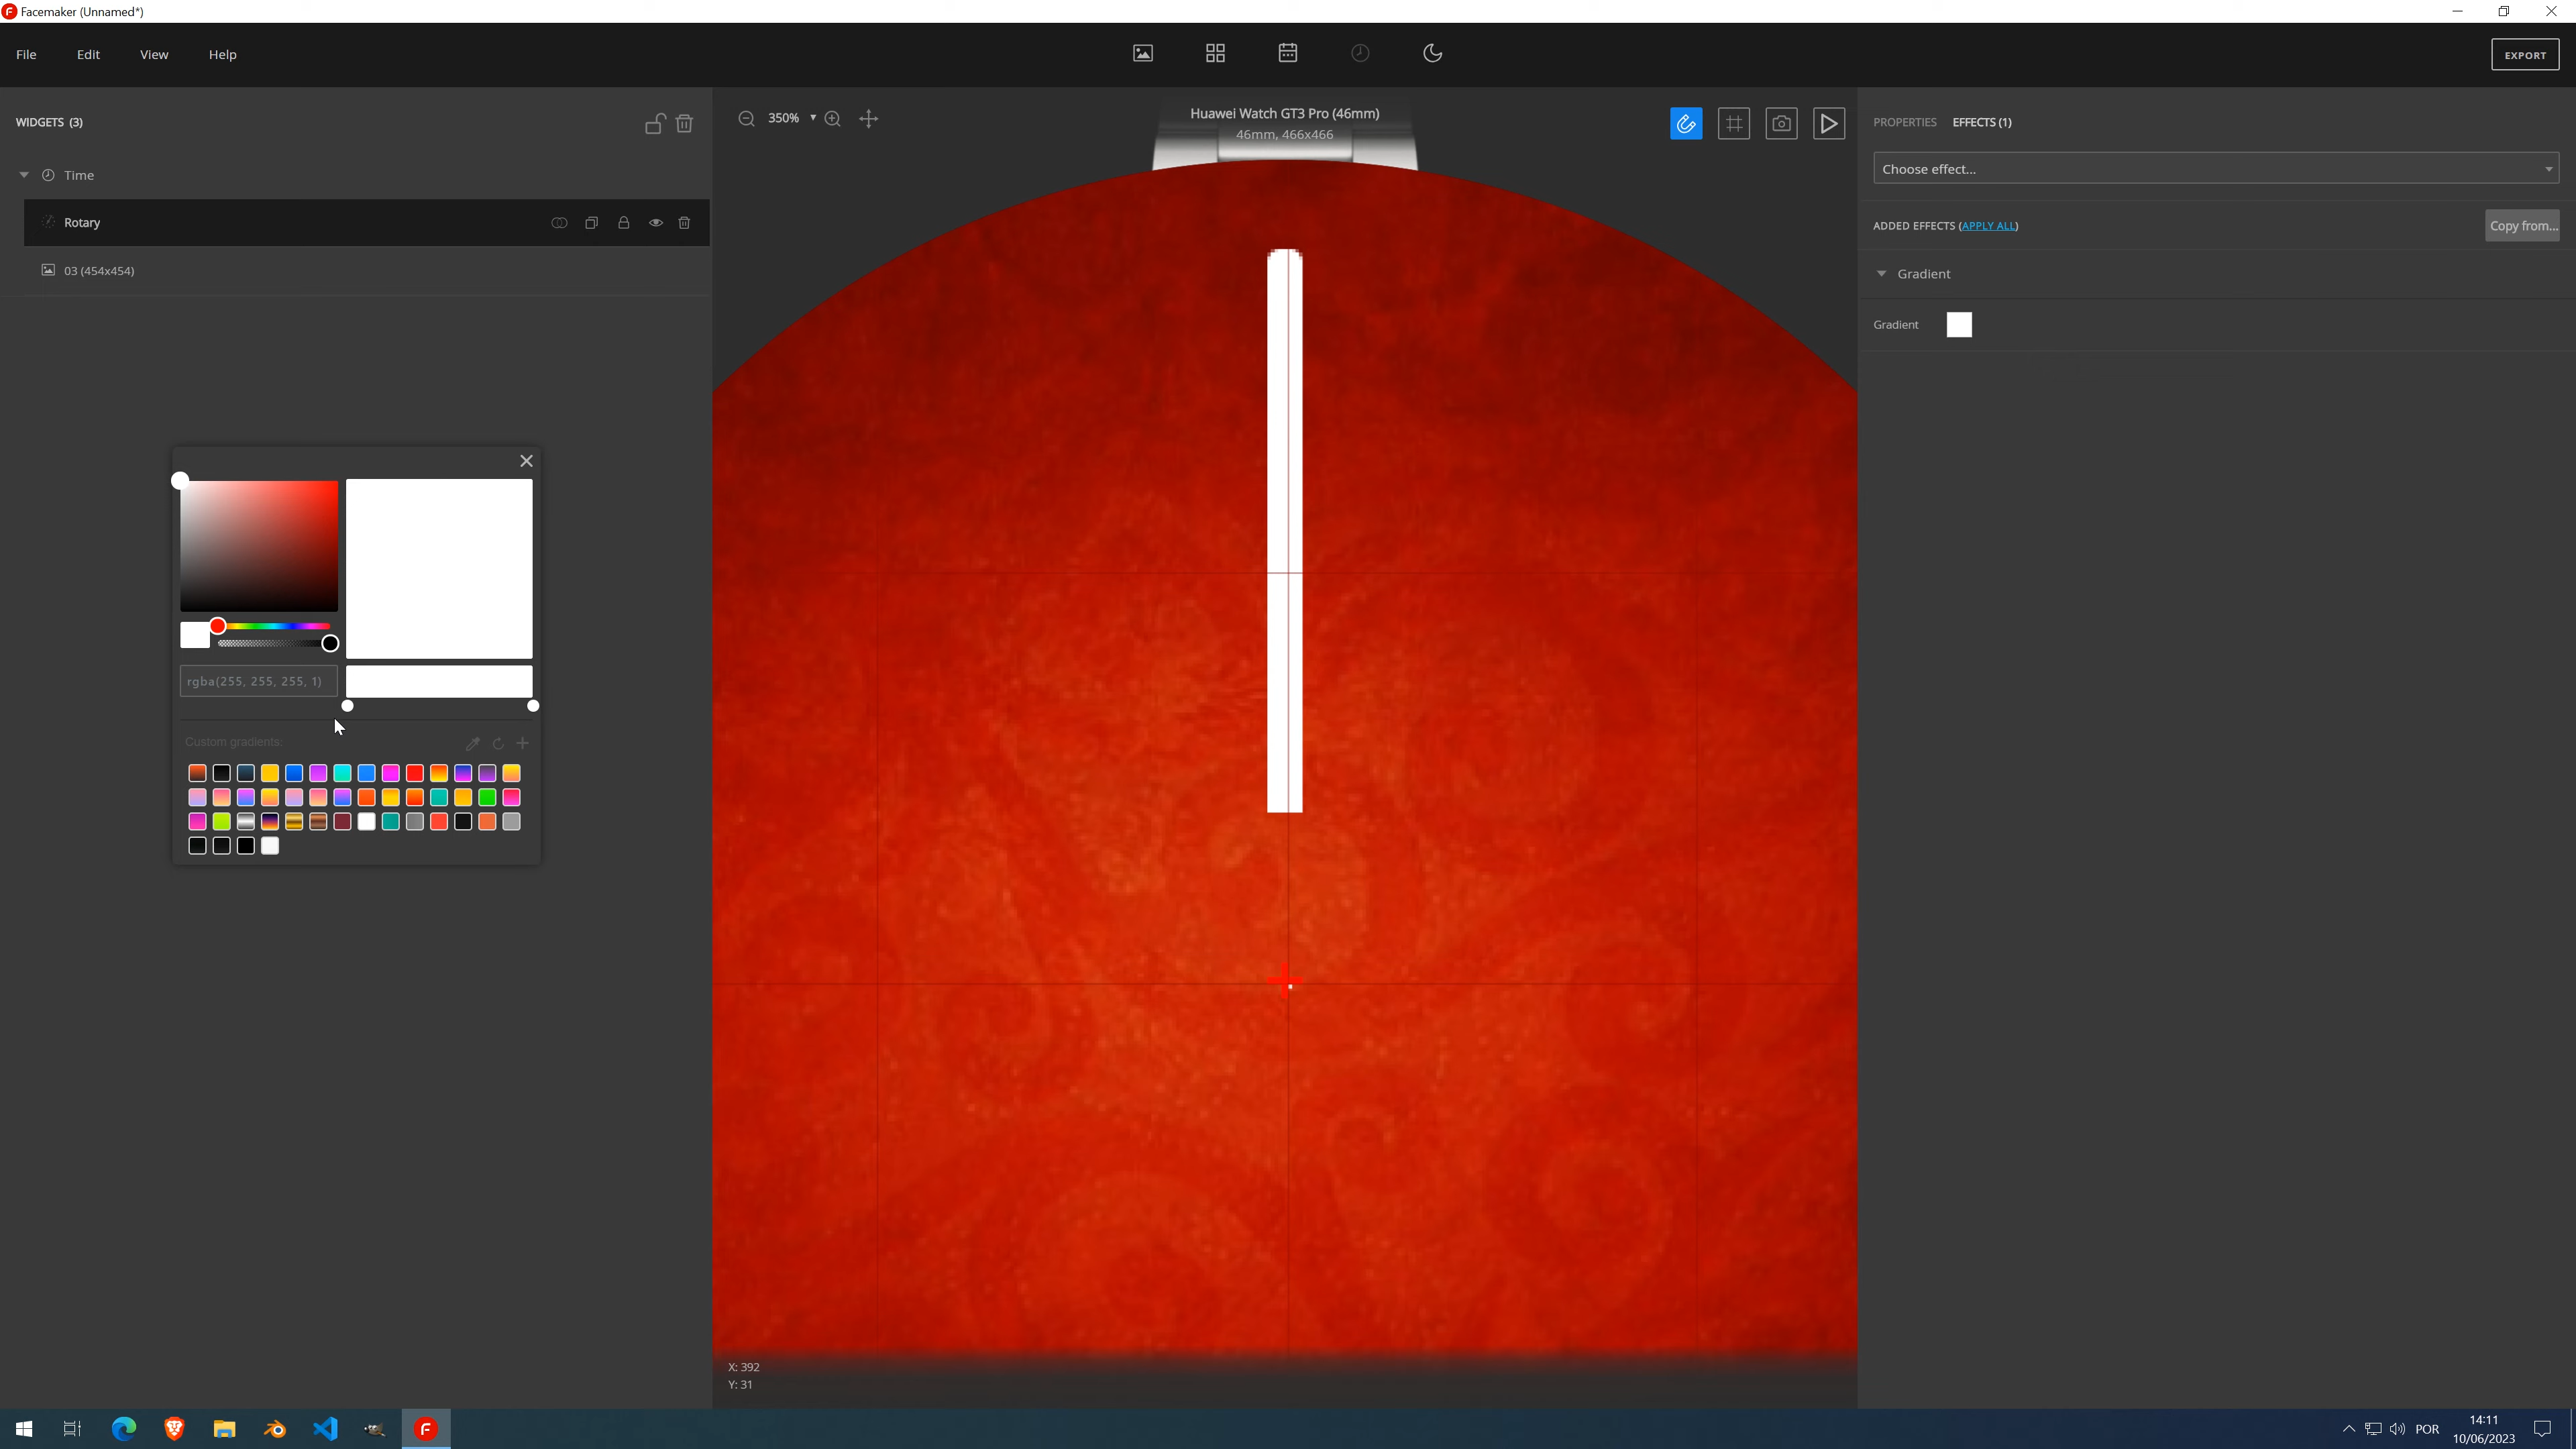 Facemaker (Unnamed*)
File Edit View Help
EXPORT
WIDGETS (3)
Time
Rotary
03 (454x454)
rgba(255, 255, 255, 1)
Custom gradients:
350%
Huawei Watch GT3 Pro (46mm)
46mm, 466x466
X: 392
Y: 31
PROPERTIES EFFECTS (1)
Choose effect...
ADDED EFFECTS (APPLY ALL)
Copy from...
Gradient
Gradient
POR
14:11
10/06/2023